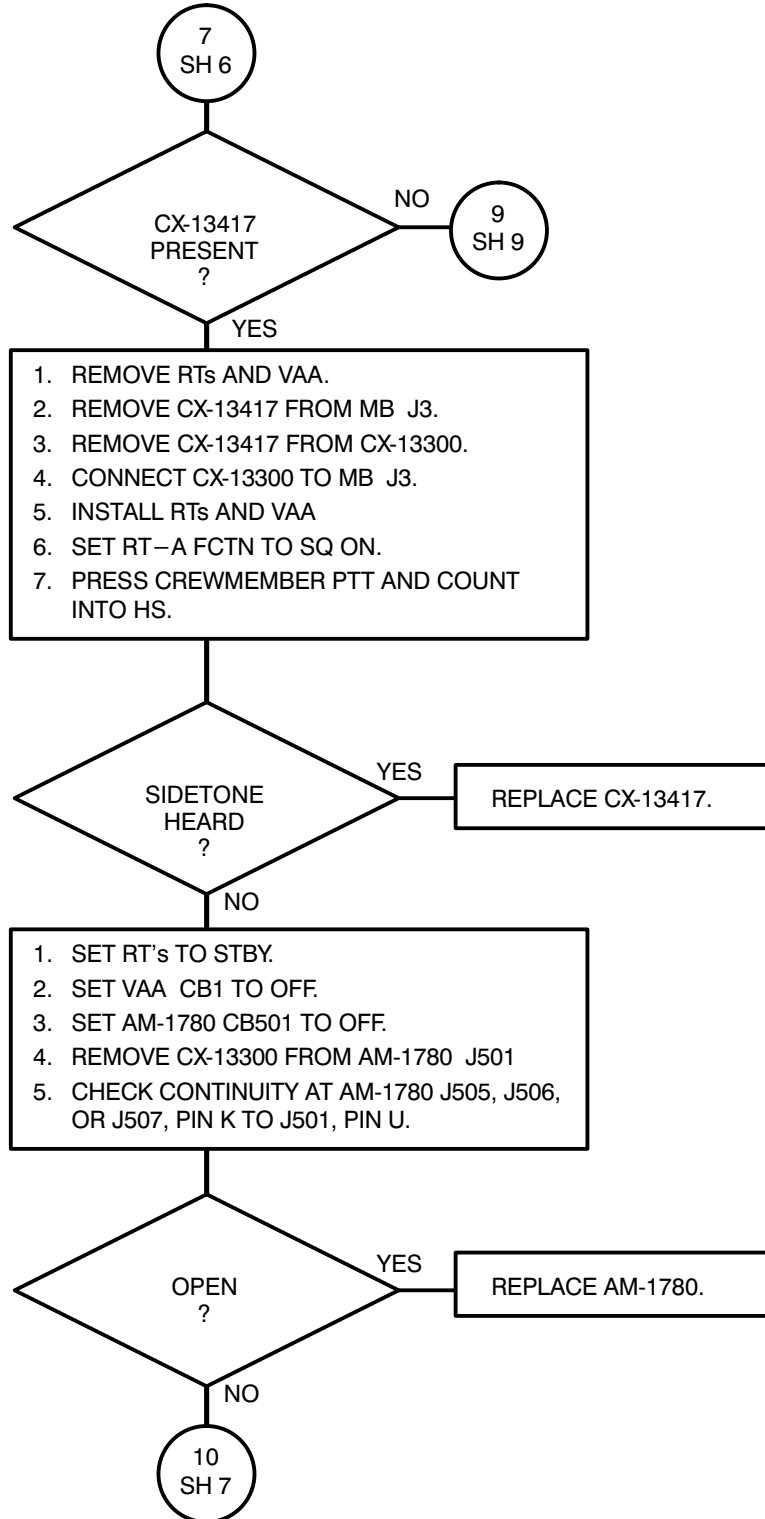 7
SH 6
CX-13417
PRESENT
?
NO
9
SH 9
YES
1. REMOVE RTs AND VAA.
2. REMOVE CX-13417 FROM MB J3.
3. REMOVE CX-13417 FROM CX-13300.
4. CONNECT CX-13300 TO MB J3.
5. INSTALL RTs AND VAA
6. SET RT–A FCTN TO SQ ON.
7. PRESS CREWMEMBER PTT AND COUNT
INTO HS.
SIDETONE
HEARD
?
YES
REPLACE CX-13417.
NO
1. SET RT's TO STBY.
2. SET VAA CB1 TO OFF.
3. SET AM-1780 CB501 TO OFF.
4. REMOVE CX-13300 FROM AM-1780 J501
5. CHECK CONTINUITY AT AM-1780 J505, J506,
OR J507, PIN K TO J501, PIN U.
OPEN
?
YES
REPLACE AM-1780.
NO
10
SH 7